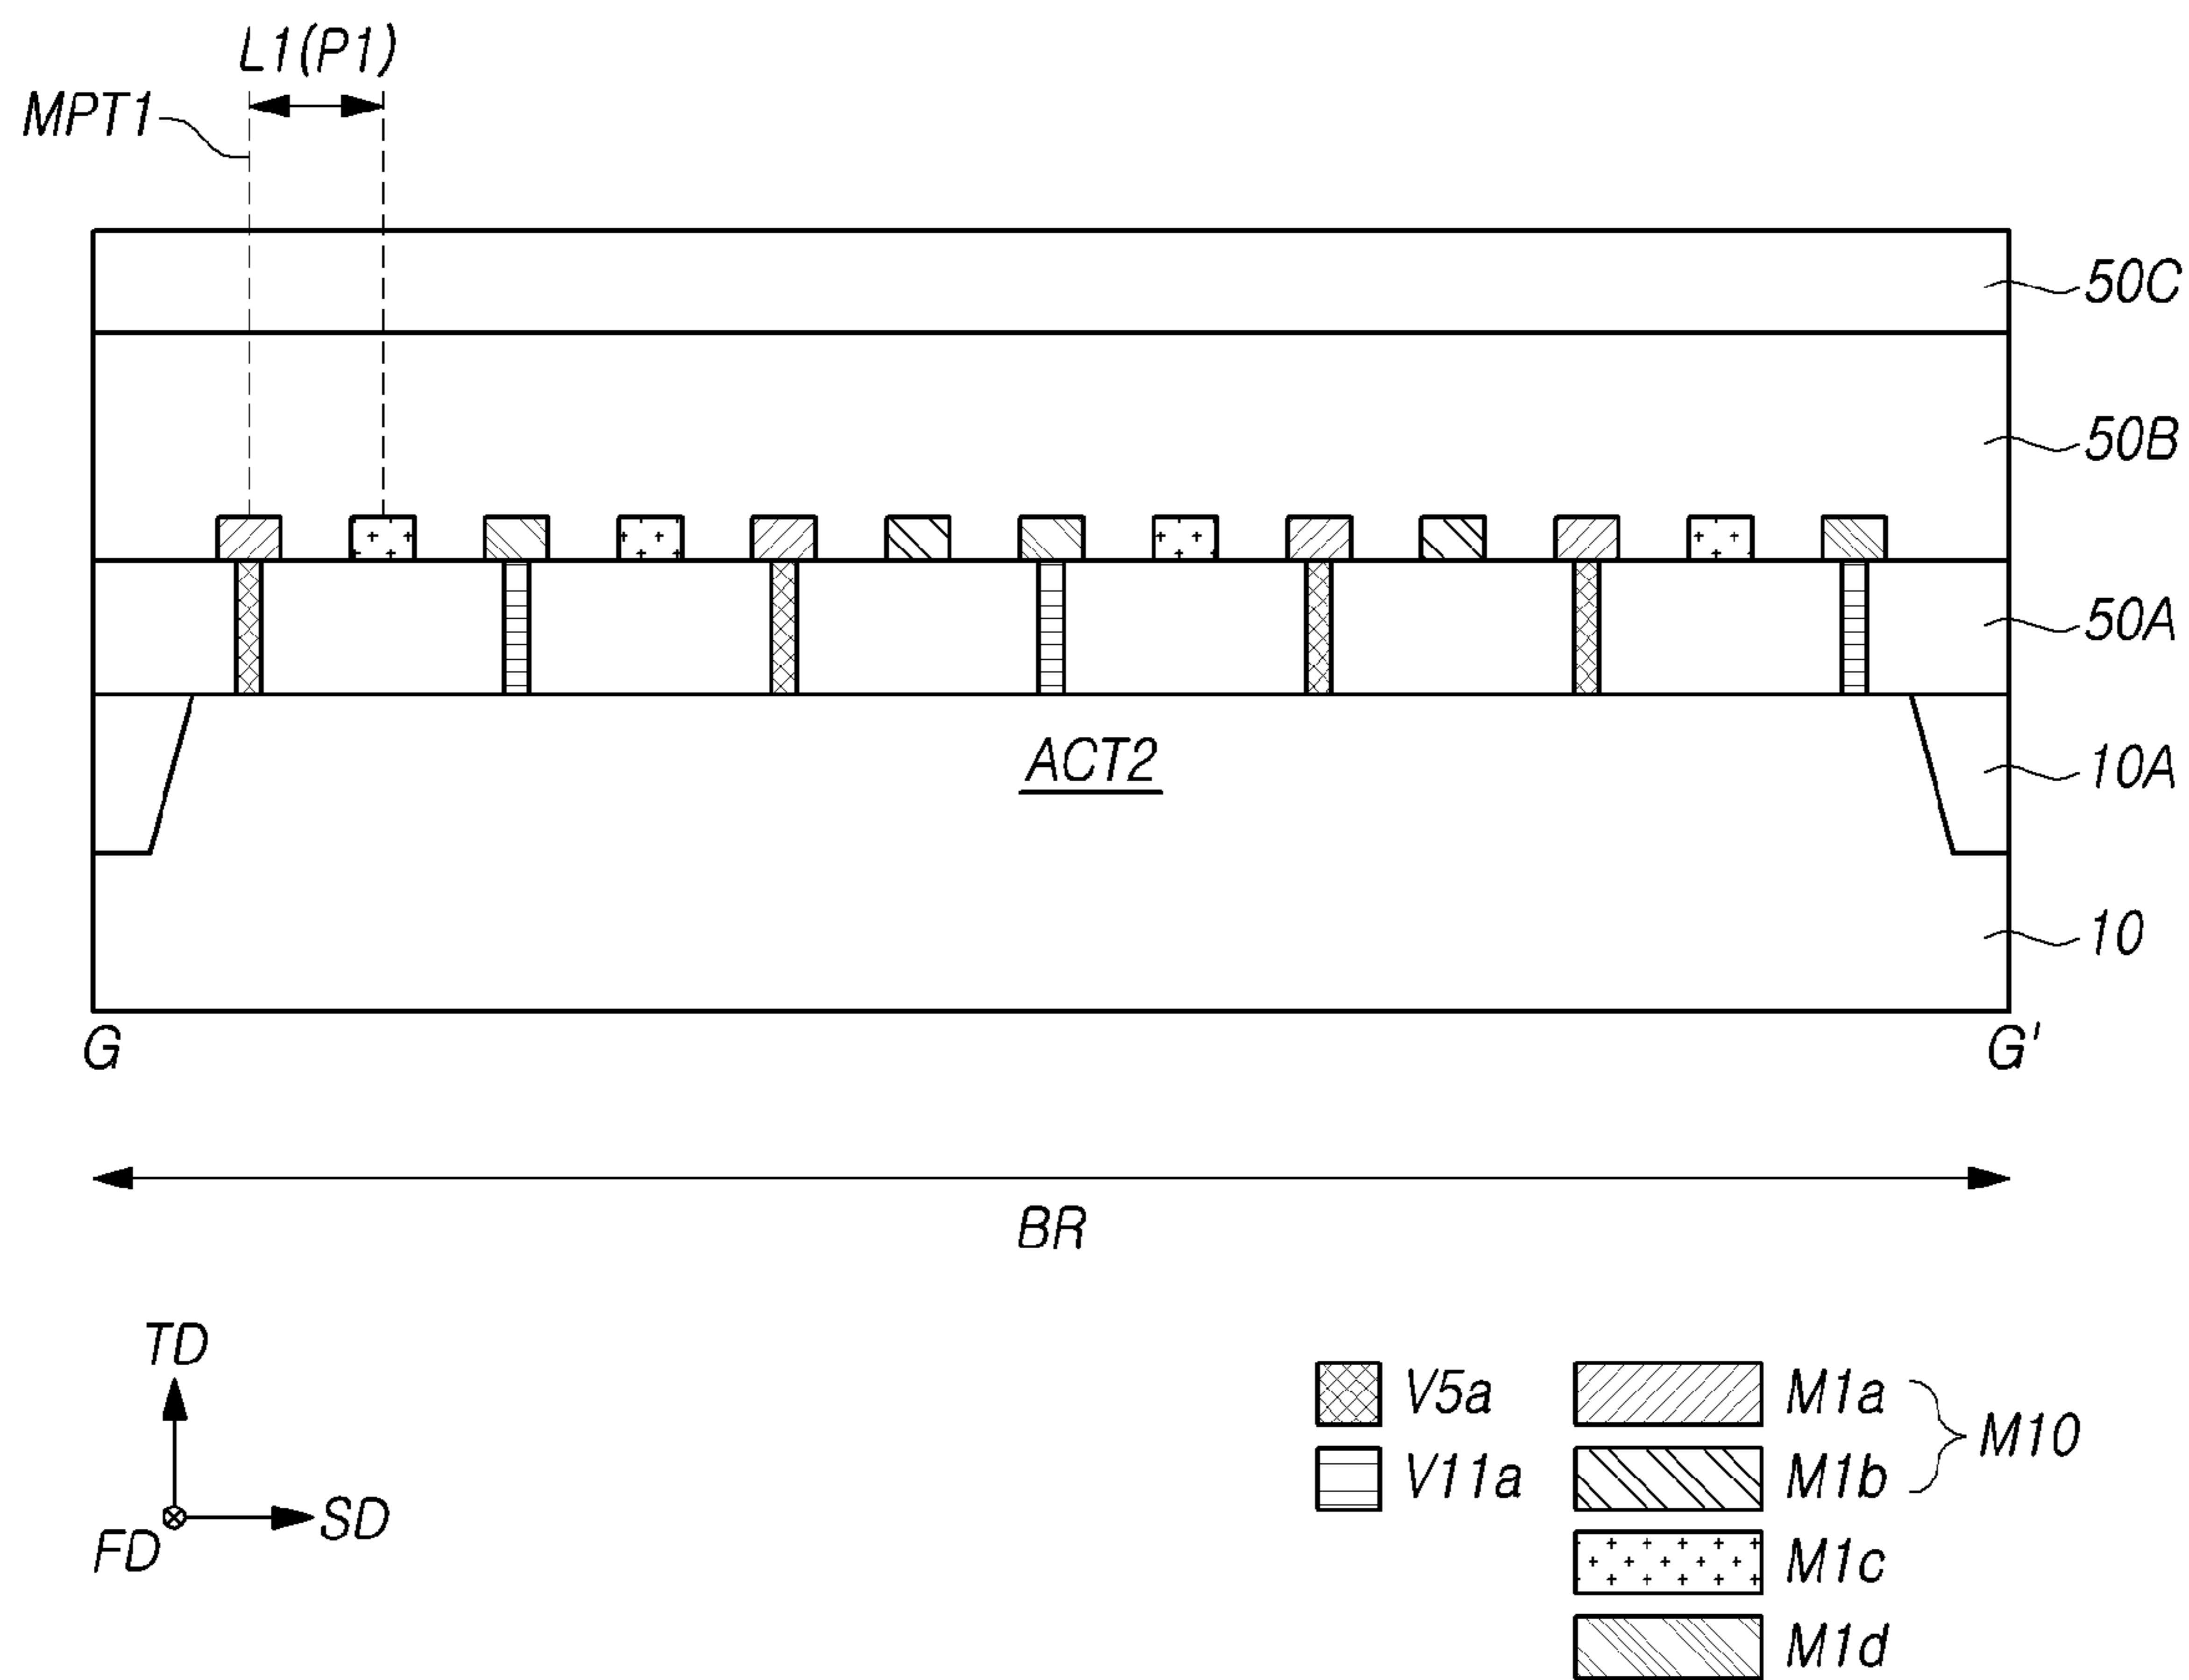 L1(P1)
MPT1
50C
50B
50A
ACT2
10A
10
G
G'
BR
TD
SD
FD
V5a
M1a
M10
V11a
M1b
M1c
M1d